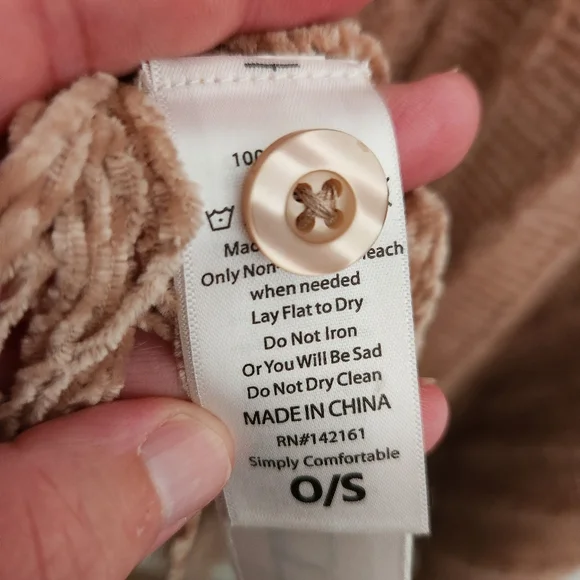 Only Non-
when needed
Lay Flat to Dry
Do Not Iron
Or You Will Be Sad
Do Not Dry Clean
MADE IN CHINA
RN#142161
Simply Comfortable
O/S